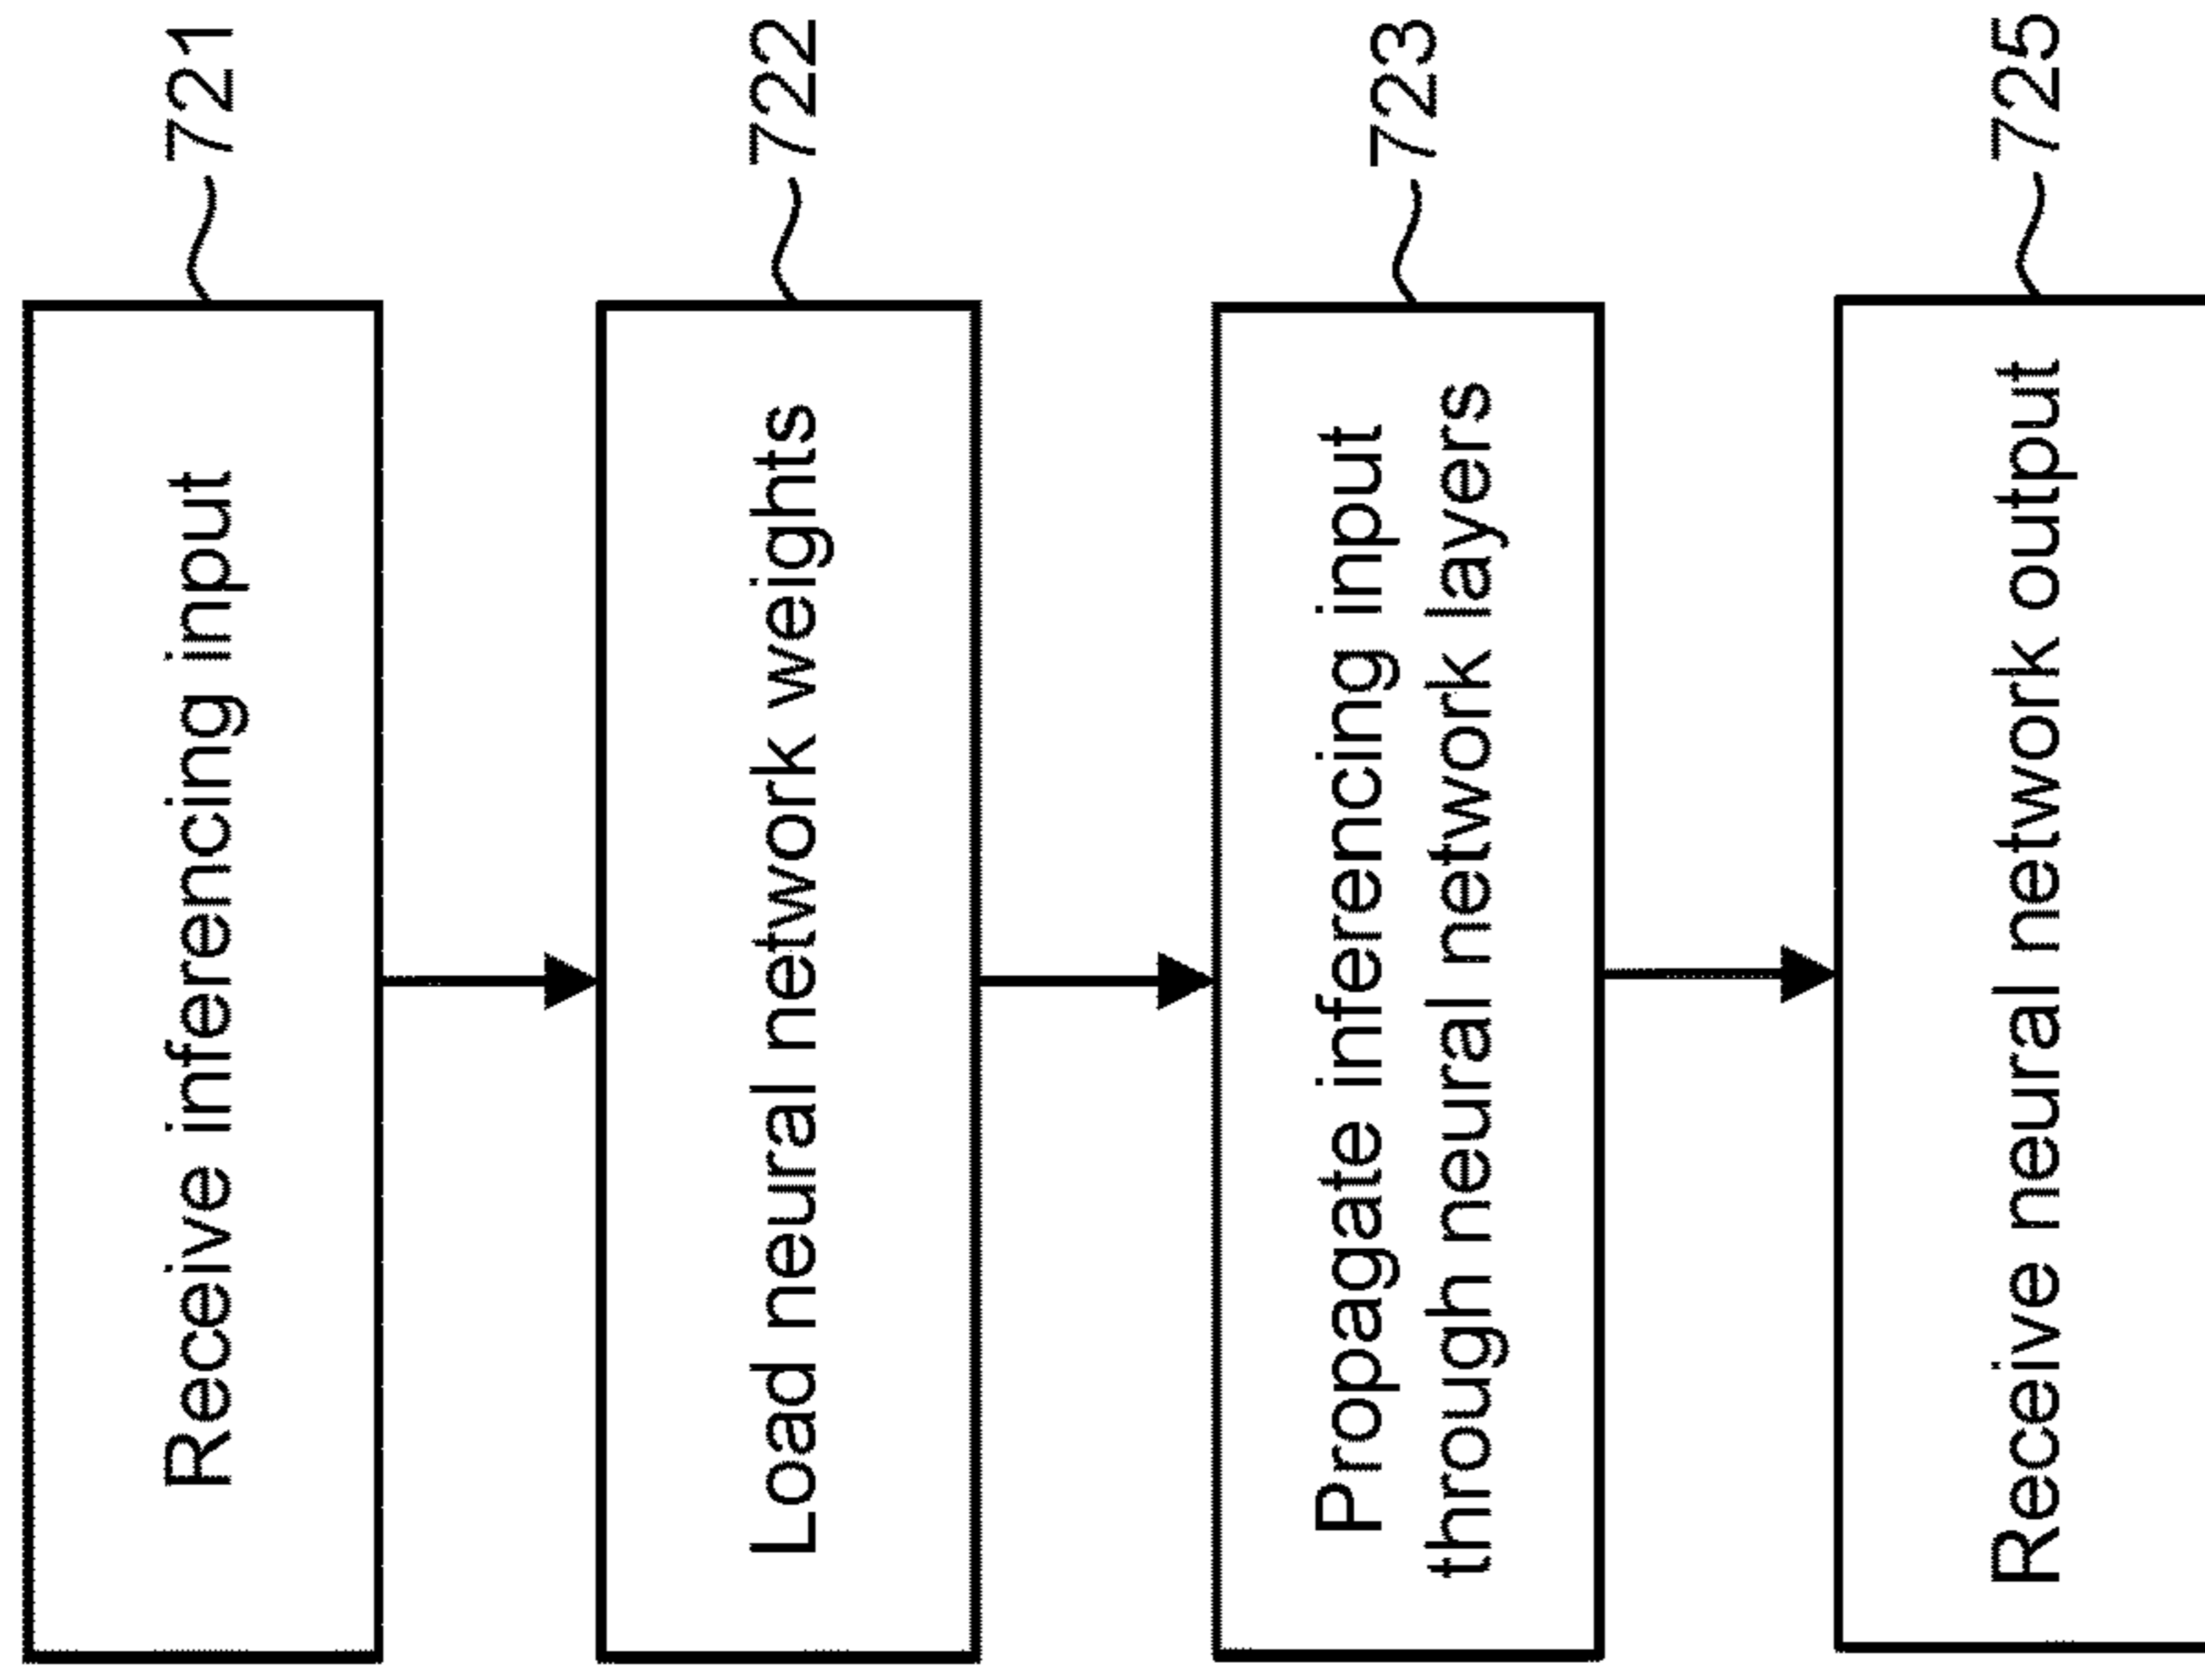 Receive inferencing input
721
Load neural network weights
722
Propagate inferencing input
through neural network layers
723
Receive neural network output
725